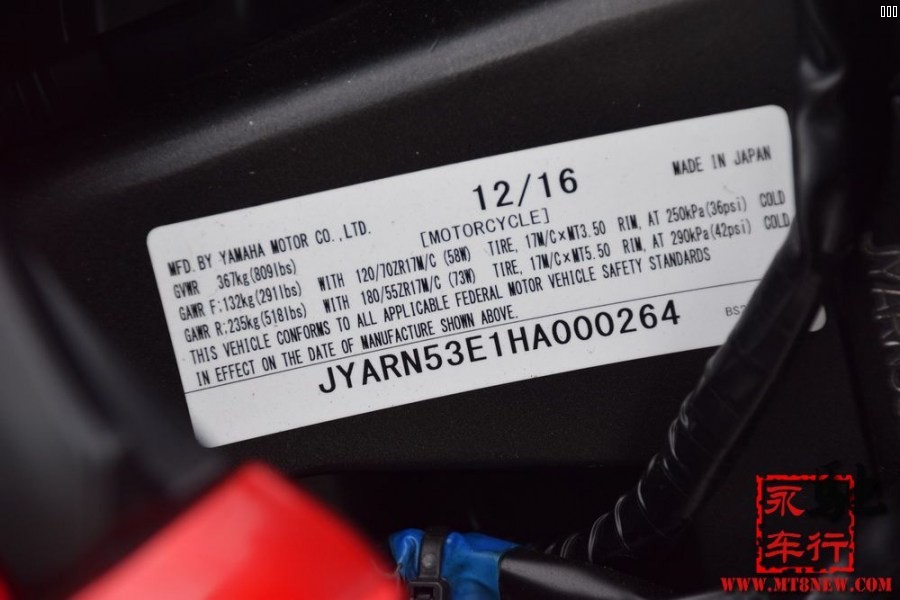 12/16
MADE IN JAPAN
MFD. BY YAMAHA MOTOR CO.,LTD.
[MOTORCYCLE]
GVWR 367kg(809lbs)
GAWR F:132kg(291lbs) WITH 120/70ZR17M/C (58W) TIRE, 17M/C×MT3.50 RIM, AT 250kPa(36psi) COLD
GAWR R:235kg(518lbs) WITH 180/55ZR17M/C (73W) TIRE, 17M/C×MT5.50 RIM, AT 290kPa(42psi) COLD
THIS VEHICLE CONFORMS TO ALL APPLICABLE FEDERAL MOTOR VEHICLE SAFETY STANDARDS
IN EFFECT ON THE DATE OF MANUFACTURE SHOWN ABOVE.
JYARN53E1HA000264
永
车行
WWW.MT8NEW.COM